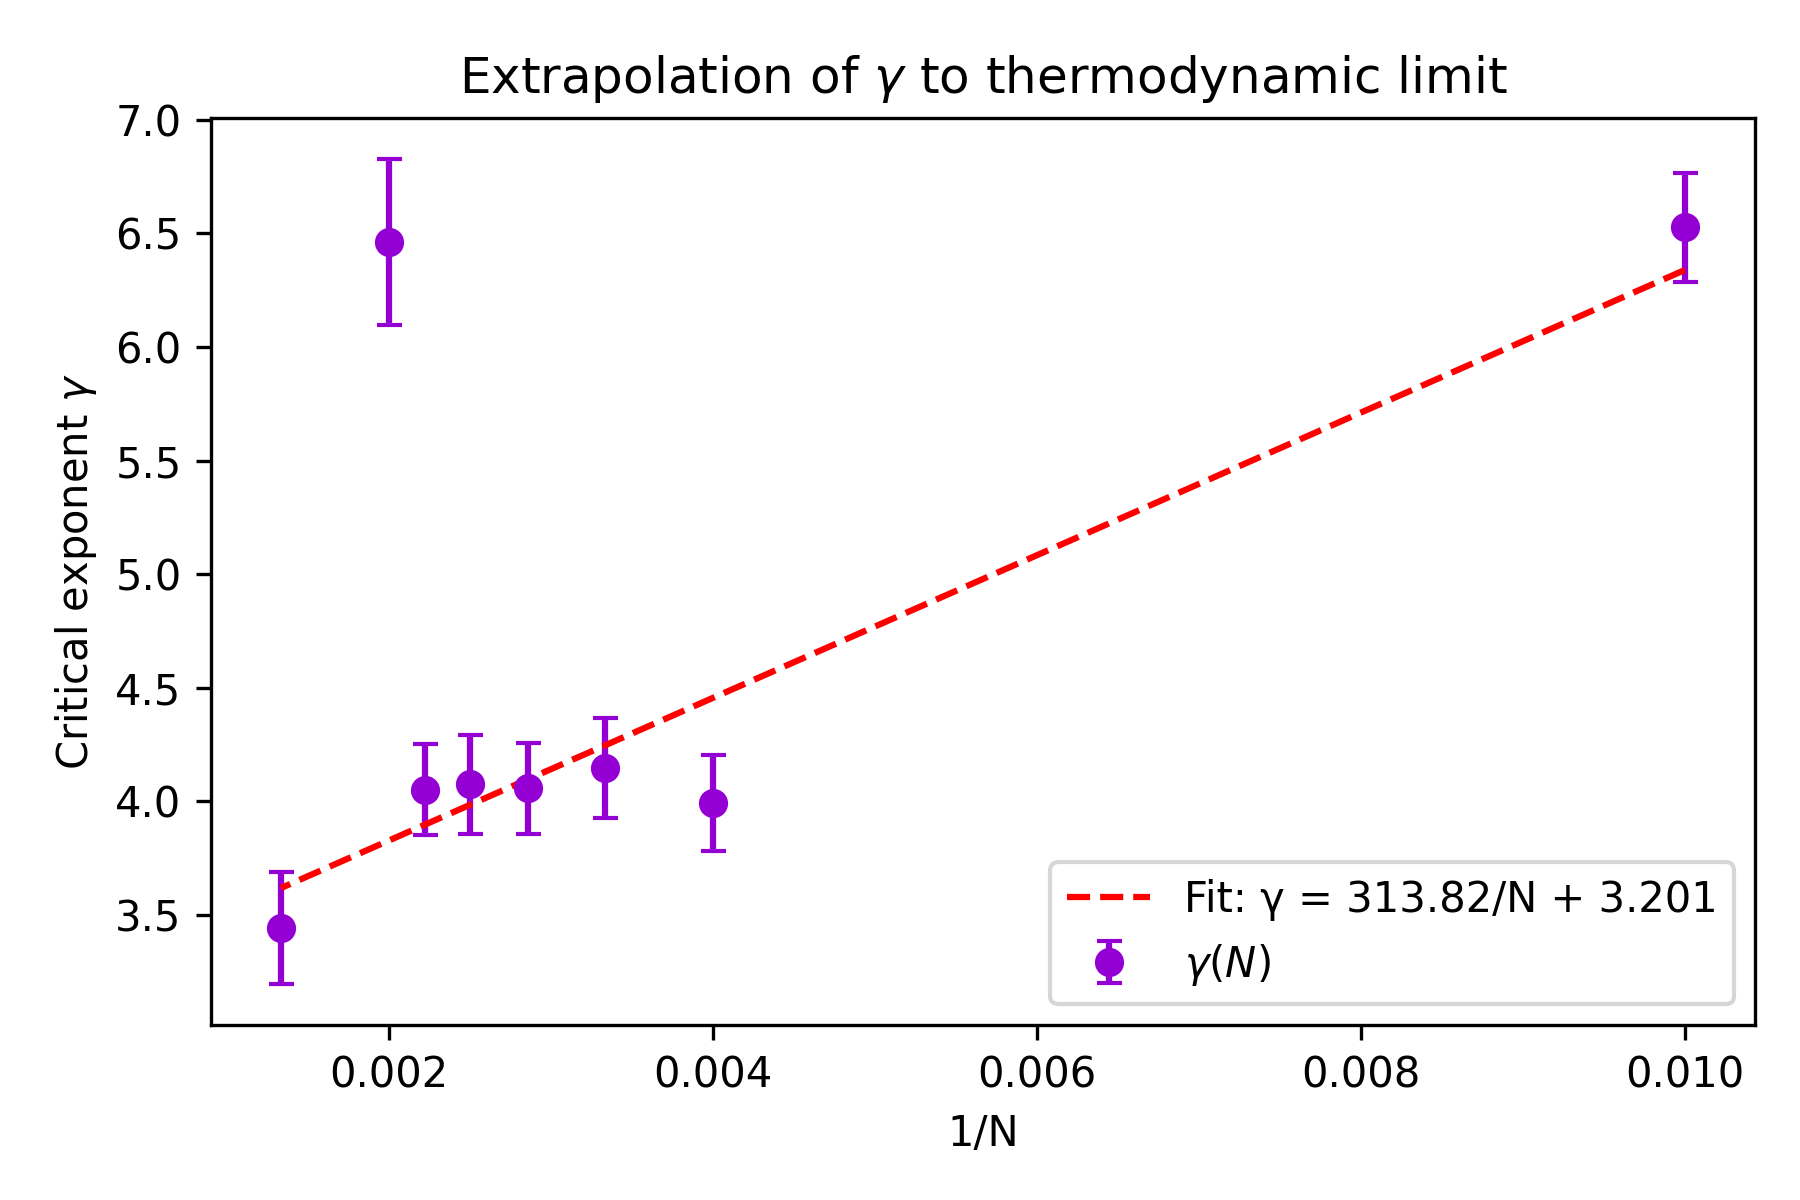 Extrapolation of γ to thermodynamic limit
Critical exponent γ
7.0
6.5
6.0
5.5
5.0
4.5
4.0
3.5
Fit: γ = 313.82/N + 3.201
γ(N)
0.002
0.004
0.006
0.008
0.010
1/N